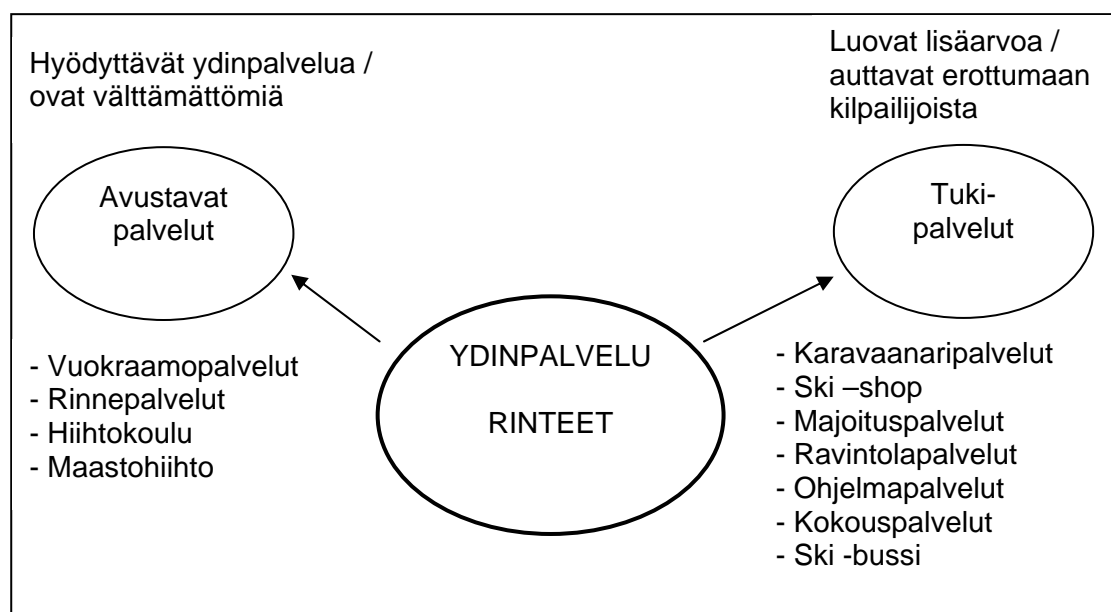 Hyödyttävät ydinpalvelua /
ovat välttämättömiä
Avustavat
palvelut
- Vuokraamopalvelut
- Rinnepalvelut
- Hiihtokoulu
- Maastohiihto
YDINPALVELU
RINTEET
Luovat lisäarvoa /
auttavat erottumaan
kilpailijoista
Tuki-
palvelut
- Karavaanaripalvelut
- Ski –shop
- Majoituspalvelut
- Ravintolapalvelut
- Ohjelmapalvelut
- Kokouspalvelut
- Ski -bussi